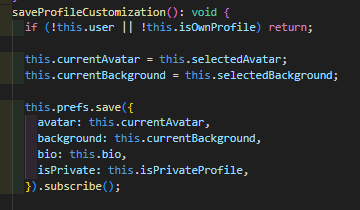 saveProfileCustomization(): void {
if (!this.user || !this.isOwnProfile) return;
this.currentAvatar = this.selectedAvatar;
this.currentBackground = this.selectedBackground;
this.prefs.save({
avatar: this.currentAvatar,
background: this.currentBackground,
bio: this.bio,
isPrivate: this.isPrivateProfile,
}).subscribe();